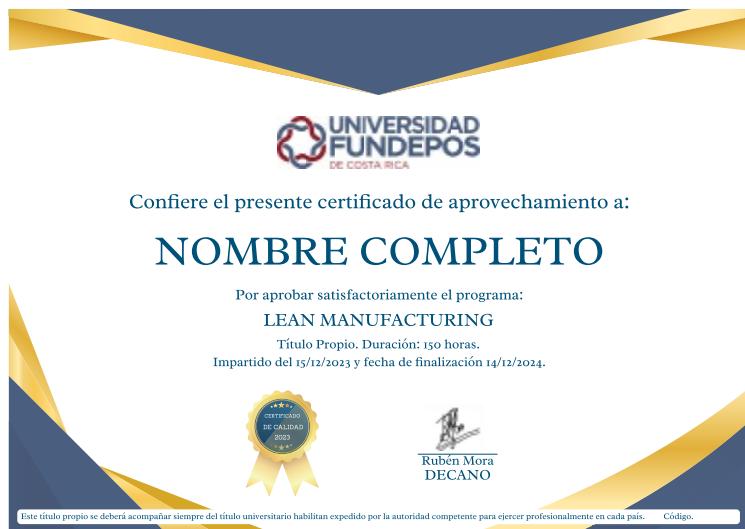 UNIVERSIDAD
FUNDEPOS
DE COSTA RICA
Confiere el presente certificado de aprovechamiento a:
NOMBRE COMPLETO
Por aprobar satisfactoriamente el programa:
LEAN MANUFACTURING
Título Propio. Duración: 150 horas.
Impartido del 15/12/2023 y fecha de finalización 14/12/2024.
CERTIFICADO
DE CALIDAD
2023
Rubén Mora
DECANO
Este título propio se deberá acompañar siempre del título universitario habilitan expedido por la autoridad competente para ejercer profesionalmente en cada país. Código.